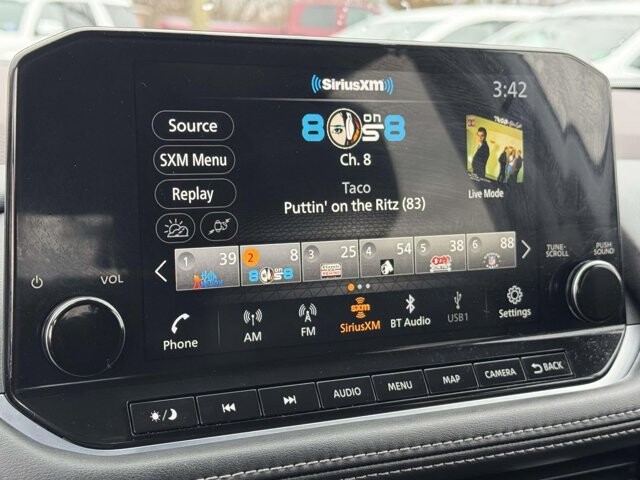 SiriusXM
3:42
Source
8 on 8
Ch. 8
SXM Menu
Taco
Replay
Puttin' on the Ritz (83)
Live Mode
1 39
2 8
3 25
4 54
5 38
6 88
VOL
TUNE-SCROLL
PUSH SOUND
Phone
AM
FM
sxm
SiriusXM
BT Audio
USB1
Settings
AUDIO
MENU
MAP
CAMERA
BACK